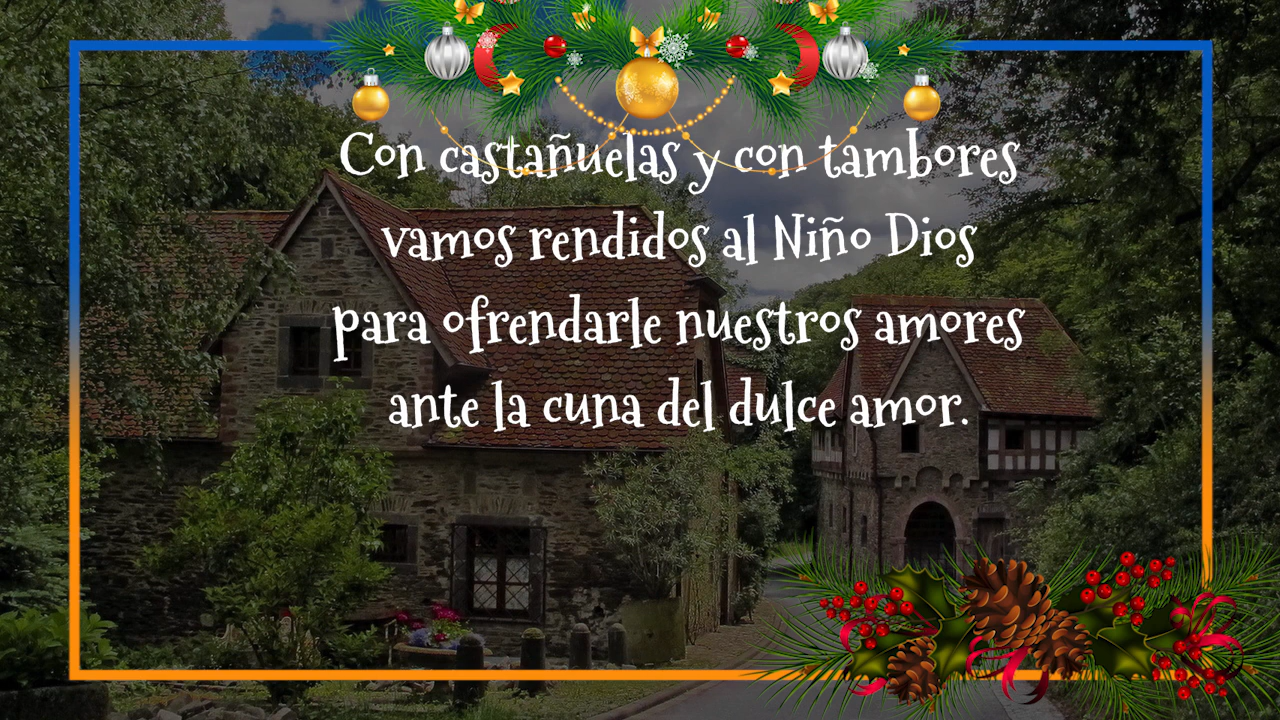 Con castañuelas y con tambores
vamos rendidos al Niño Dios
para ofrendarle nuestros amores
ante la cuna del dulce amor.